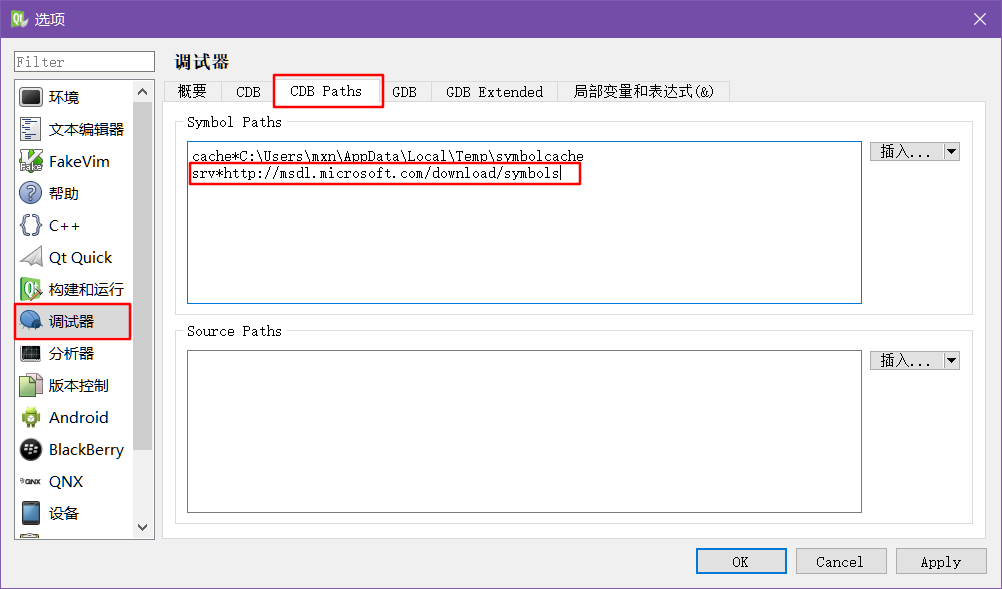 选项
Filter
环境
文本编辑器
FakeVim
帮助
C++
Qt Quick
构建和运行
调试器
分析器
版本控制
Android
BlackBerry
QNX
设备
调试器
概要 CDB CDB Paths GDB GDB Extended 局部变量和表达式(&)
Symbol Paths
cache*C:\Users\mxn\AppData\Local\Temp\symbolcache
srv*http://msdl.microsoft.com/download/symbols
插入...
Source Paths
插入...
OK Cancel Apply